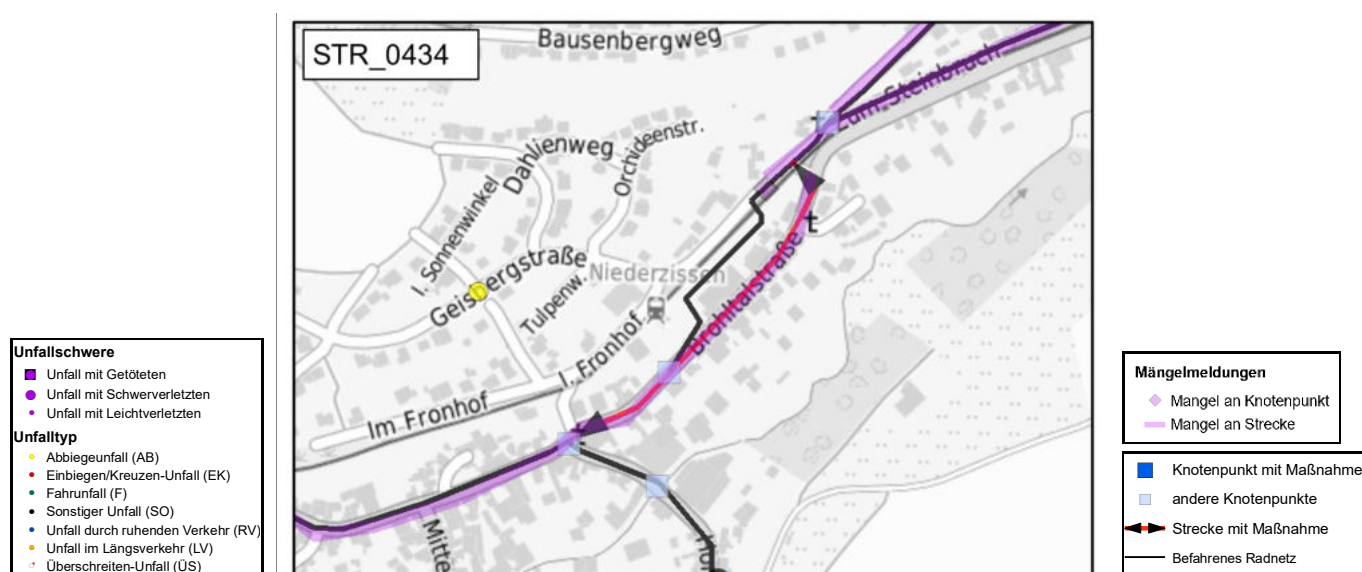 STR_0434
Bausenbergweg
Zum Steinbruch
Dahlienweg
Orchideenstr.
I. Sonnenwinkel
Geisbergstraße
Tulpenw.
Niederzissen
Brohltalstraße
I. Fronhof
Im Fronhof
Mitte
t
Unfallschwere
Unfall mit Getöteten
Unfall mit Schwerverletzten
Unfall mit Leichtverletzten
Unfalltyp
Abbiegeunfall (AB)
Einbiegen/Kreuzen-Unfall (EK)
Fahrunfall (F)
Sonstiger Unfall (SO)
Unfall durch ruhenden Verkehr (RV)
Unfall im Längsverkehr (LV)
Überschreiten-Unfall (ÜS)
Mängelmeldungen
Mangel an Knotenpunkt
Mangel an Strecke
Knotenpunkt mit Maßnahme
andere Knotenpunkte
Strecke mit Maßnahme
Befahrenes Radnetz